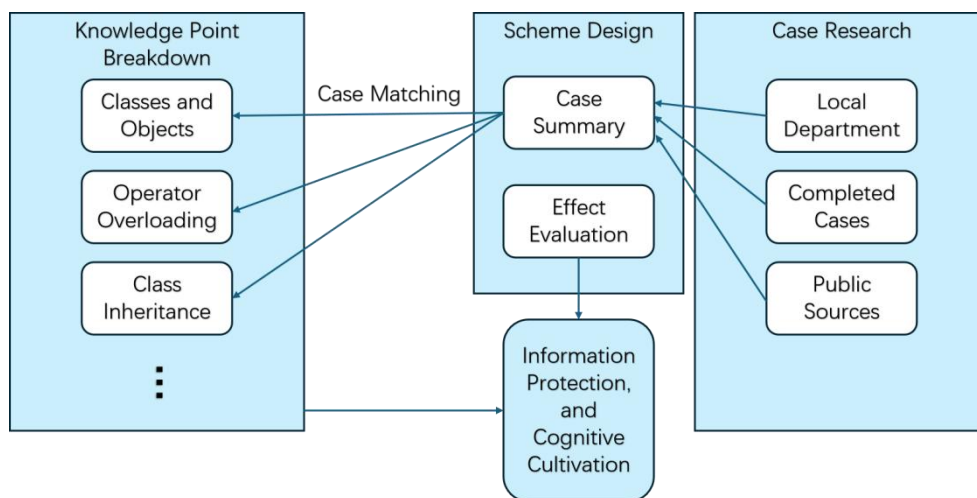 Knowledge Point
Breakdown
Classes and
Objects
Operator
Overloading
Class
Inheritance
Case Matching
Scheme Design
Case
Summary
Effect
Evaluation
Information
Protection,
and
Cognitive
Cultivation
Case Research
Local
Department
Completed
Cases
Public
Sources